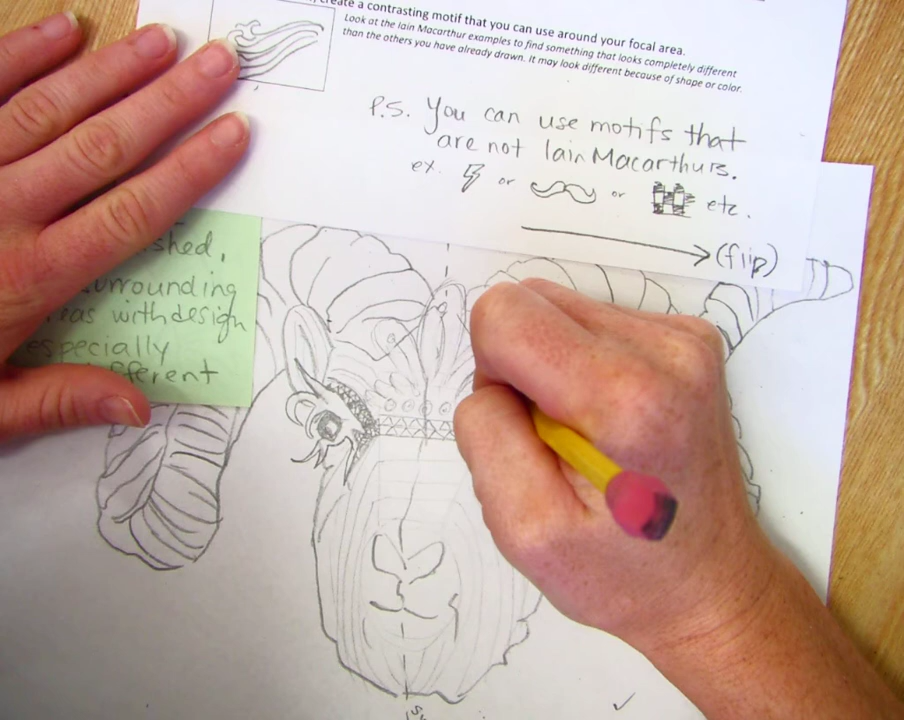 create a contrasting motif that you can use around your focal area.
Look at the Iain Macarthur examples to find something that looks completely different
than the others you have already drawn. It may look different because of shape or color.
P.S. You can use motifs that
are not Iain Macarthurs.
ex. or or etc.
(flip)
shed,
urrounding
eas with design
especially
fferent